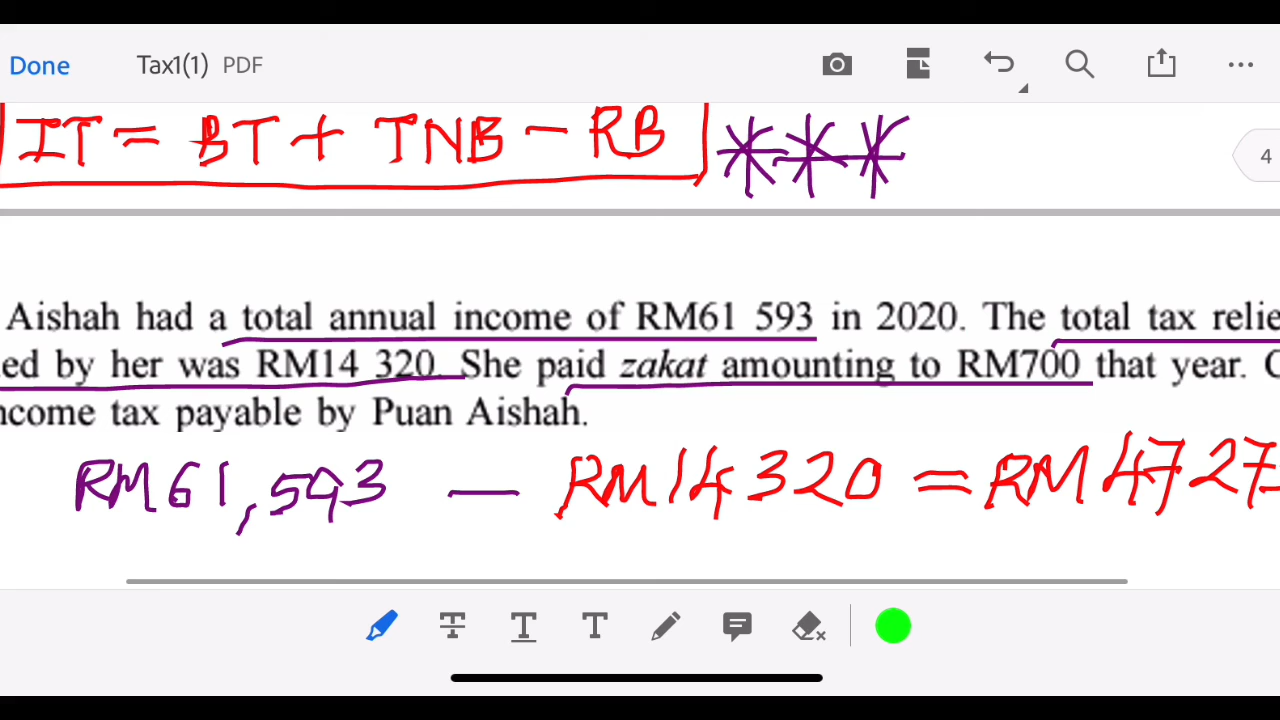 Done Tax1(1) PDF
IT = BT + TNB - RB
4
Aishah had a total annual income of RM61 593 in 2020. The total tax relie
ed by her was RM14 320. She paid zakat amounting to RM700 that year. C
ncome tax payable by Puan Aishah.
RM61,593 - RM14320 = RM47273
T T T